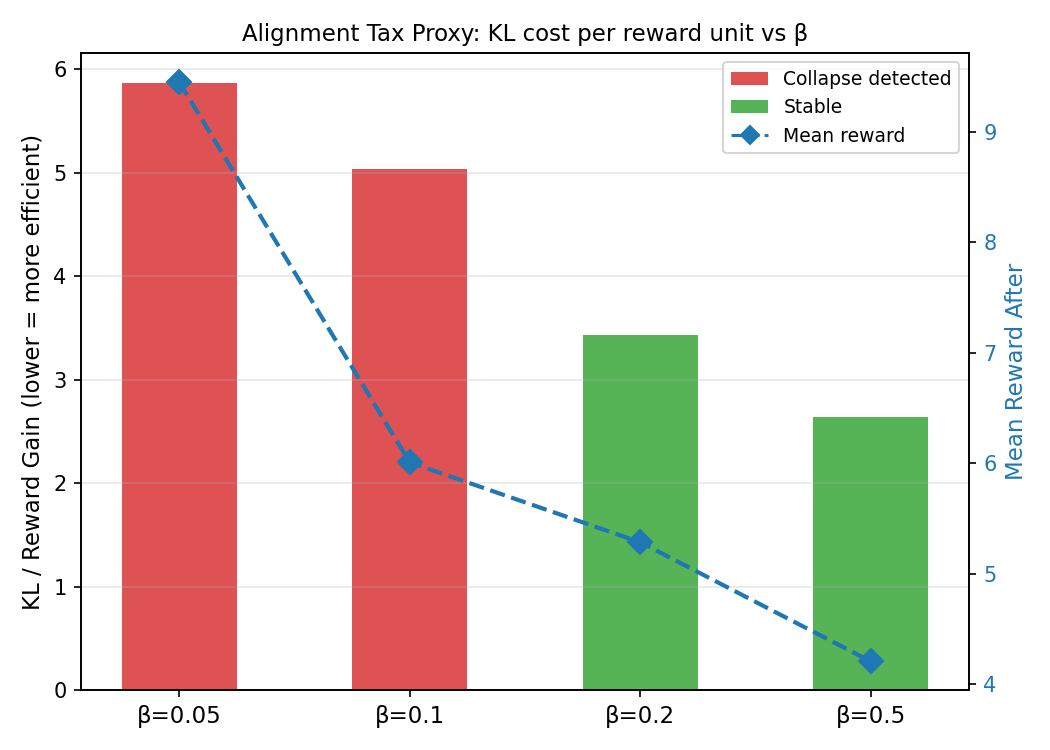 Alignment Tax Proxy: KL cost per reward unit vs β
KL / Reward Gain (lower = more efficient)
6
5
4
3
2
1
0
Collapse detected
Stable
Mean reward
9
8
7
6
5
4
Mean Reward After
β=0.05
β=0.1
β=0.2
β=0.5